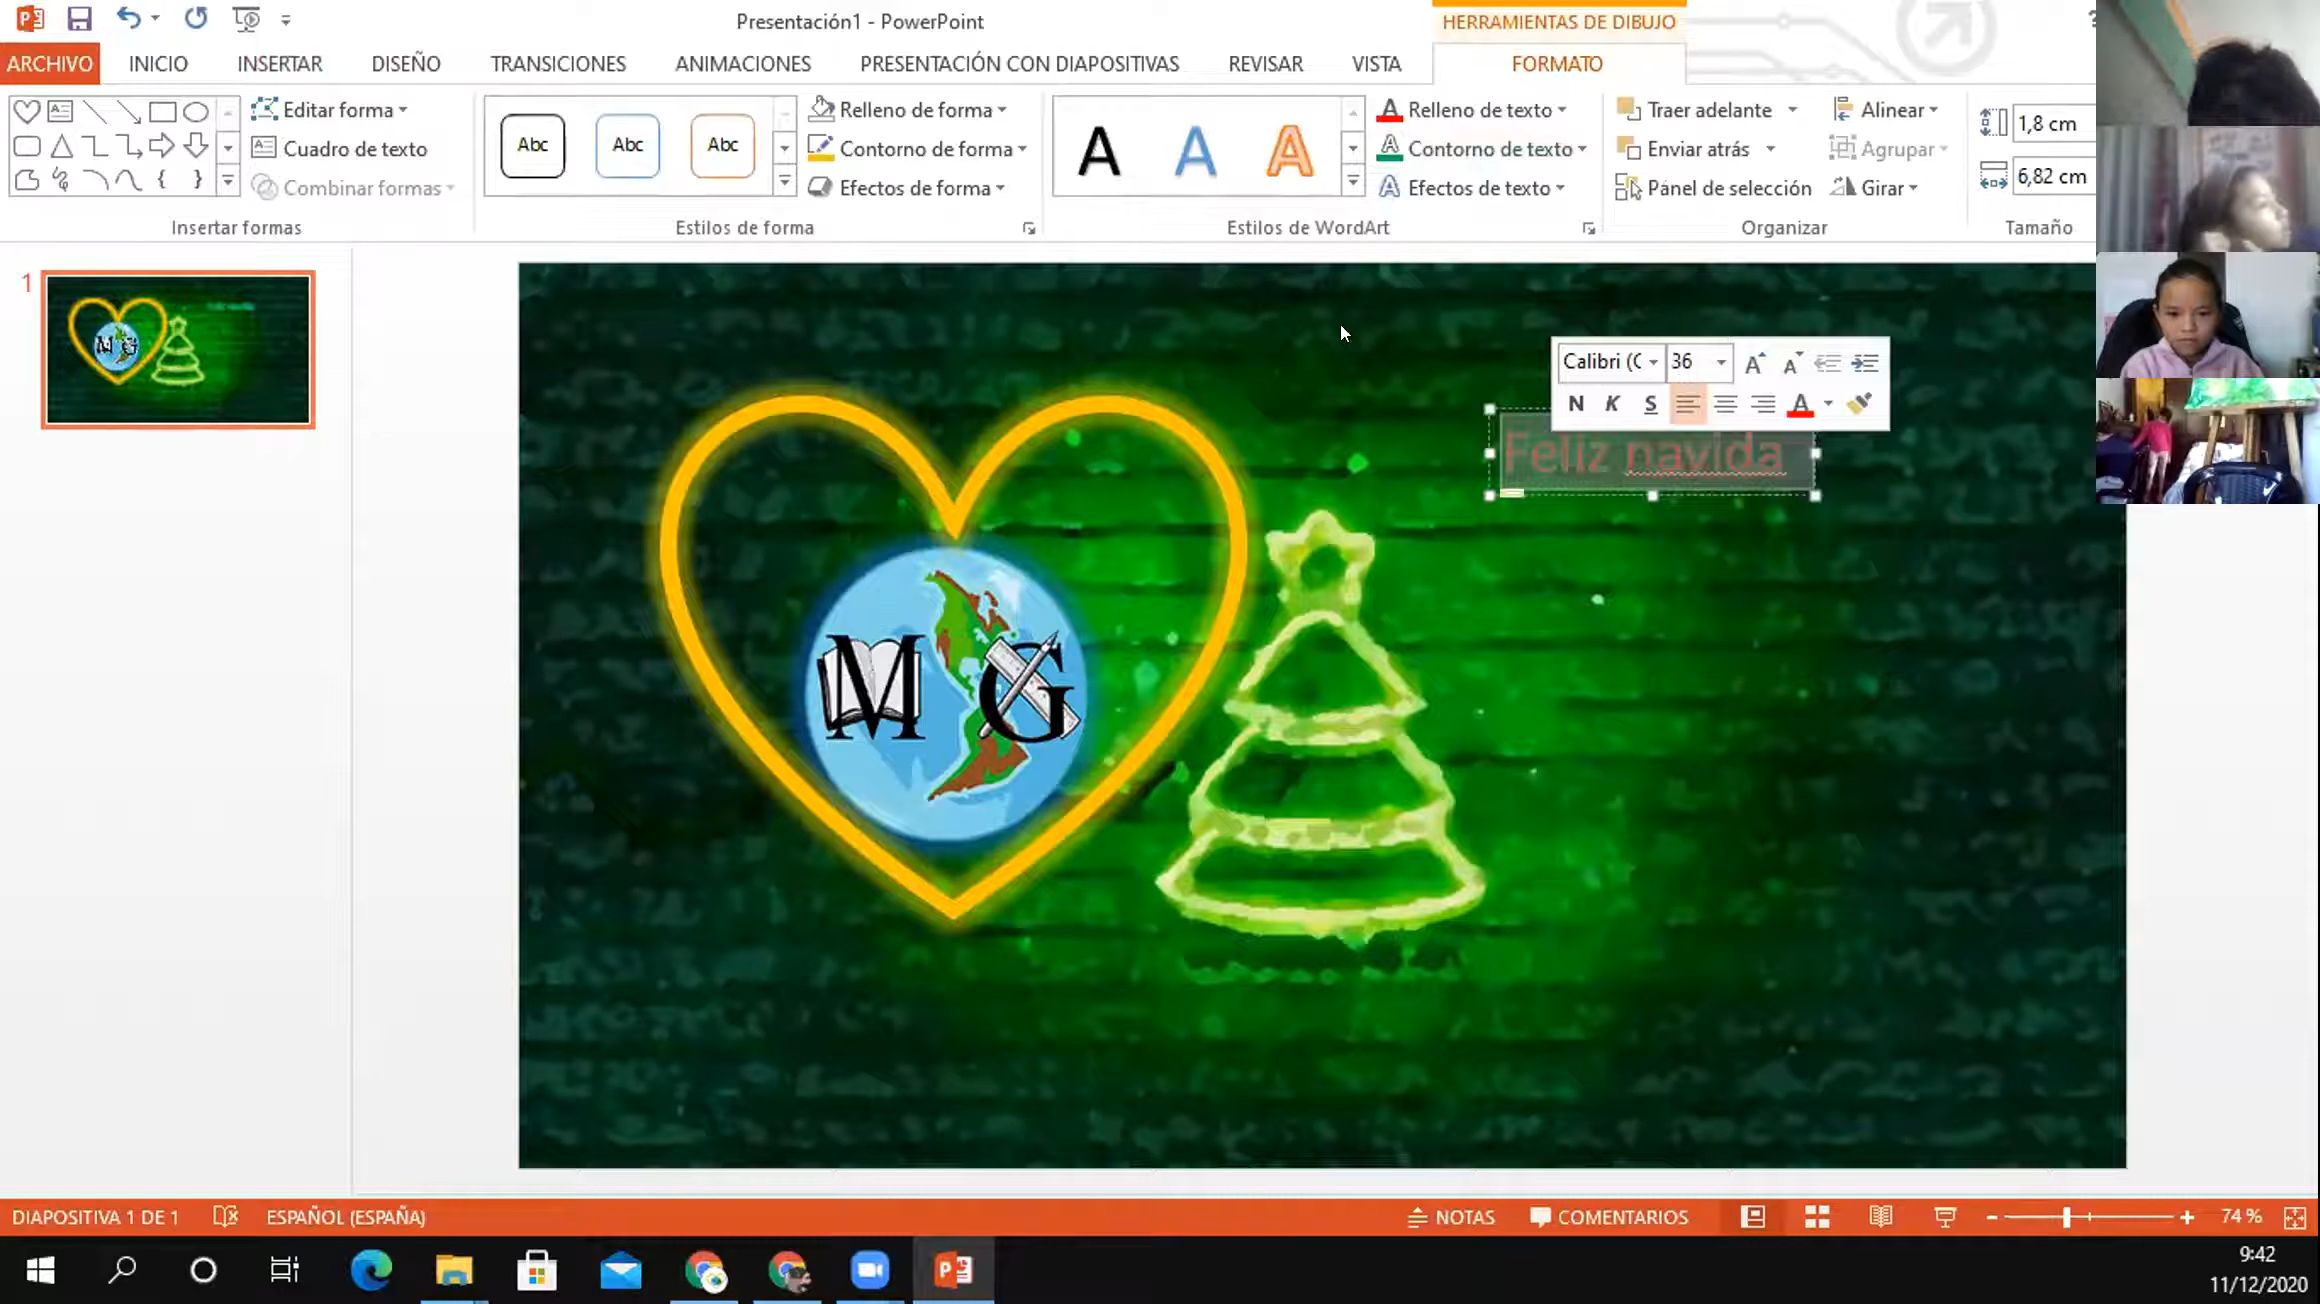 Presentación1 - PowerPoint
HERRAMIENTAS DE DIBUJO
?
ARCHIVO INICIO INSERTAR DISEÑO TRANSICIONES ANIMACIONES PRESENTACIÓN CON DIAPOSITIVAS REVISAR VISTA FORMATO
Editar forma
Cuadro de texto
Combinar formas
Insertar formas
Abc Abc Abc
Relleno de forma
Contorno de forma
Efectos de forma
Estilos de forma
A A A
Relleno de texto
Contorno de texto
Efectos de texto
Estilos de WordArt
Traer adelante
Enviar atrás
Panel de selección
Alinear
Agrupar
Girar
Organizar
1,8 cm
6,82 cm
Tamaño
1
Calibri (C 36
N K S
Feliz navida
M G
DIAPOSITIVA 1 DE 1 ESPAÑOL (ESPAÑA) NOTAS COMENTARIOS 74 %
9:42
11/12/2020